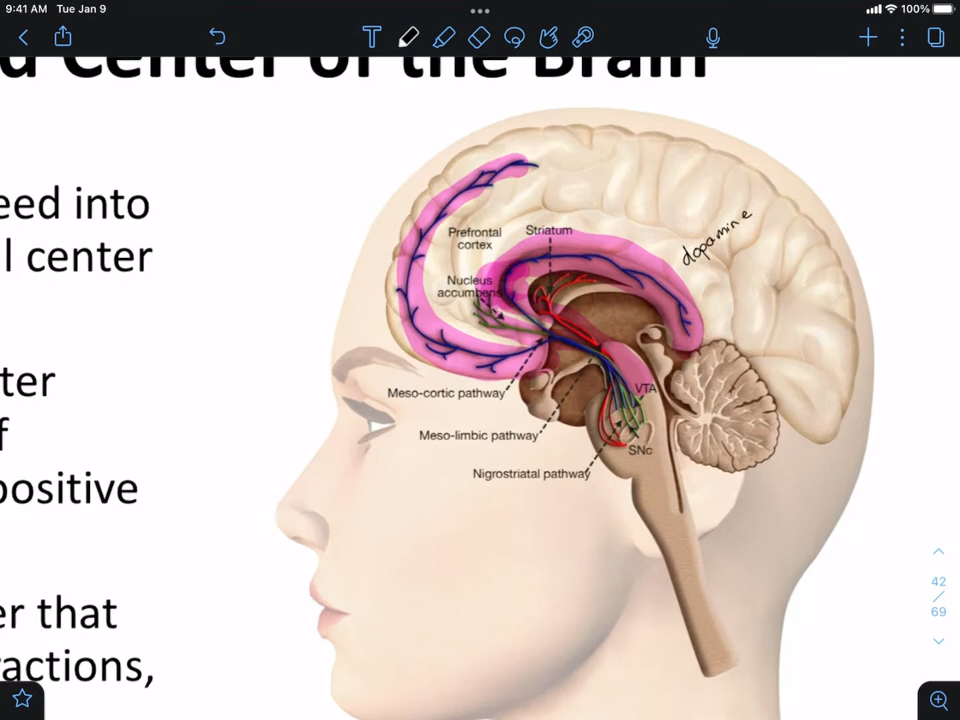 9:41 AM Tue Jan 9
100%
d Center of the Brain
eed into
l center
ter
f
positive
er that
ractions,
Prefrontal
cortex
Striatum
dopamine
Nucleus
accumbens
Meso-cortic pathway
VTA
Meso-limbic pathway
SNc
Nigrostriatal pathway
42
/
69